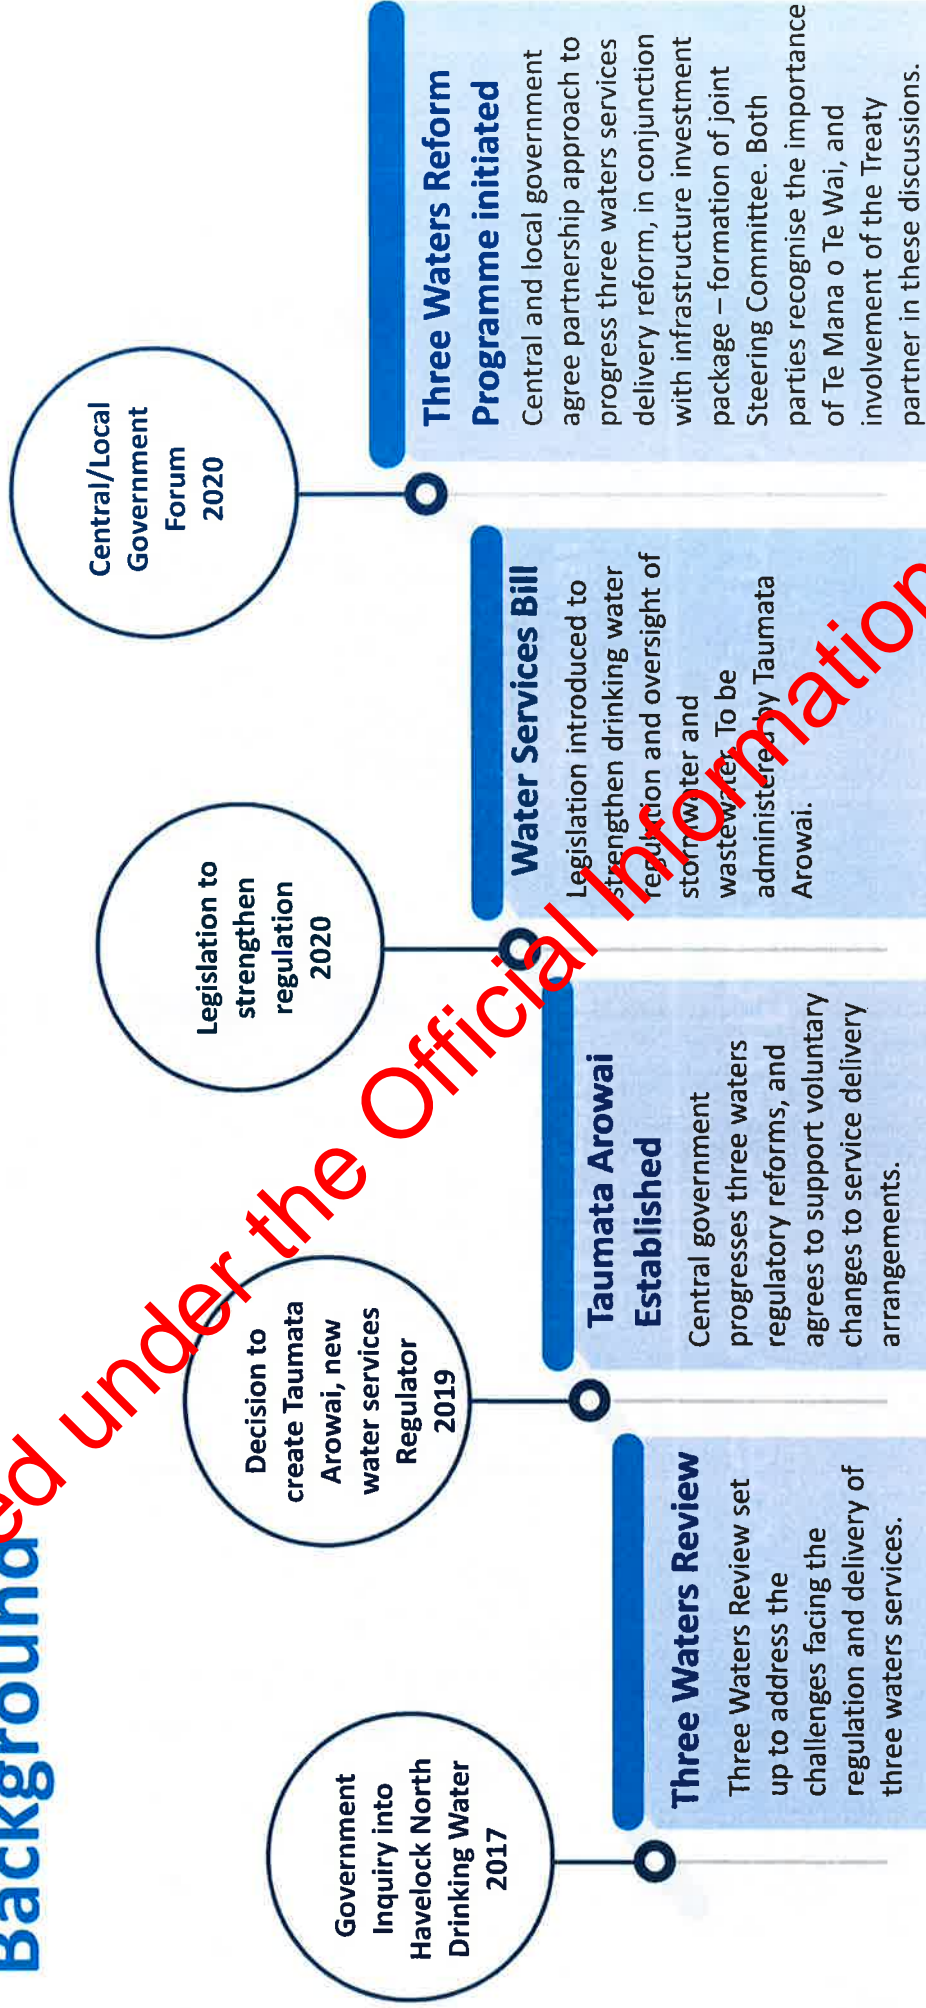 Background
Government
Inquiry into
Havelock North
Drinking Water
2017
Three Waters Review
Three Waters Review set
up to address the
challenges facing the
regulation and delivery of
three waters services.
Decision to
create Taumata
Arowai, new
water services
Regulator
2019
Taumata Arowai
Established
Central government
progresses three waters
regulatory reforms, and
agrees to support voluntary
changes to service delivery
arrangements.
Legislation to
strengthen
regulation
2020
Water Services Bill
Legislation introduced to
strengthen drinking water
regulation and oversight of
stormwater and
wastewater. To be
administered by Taumata
Arowai.
Central/Local
Government
Forum
2020
Three Waters Reform
Programme initiated
Central and local government
agree partnership approach to
progress three waters services
delivery reform, in conjunction
with infrastructure investment
package – formation of joint
Steering Committee. Both
parties recognise the importance
of Te Mana o Te Wai, and
involvement of the Treaty
partner in these discussions.
under the Official Information